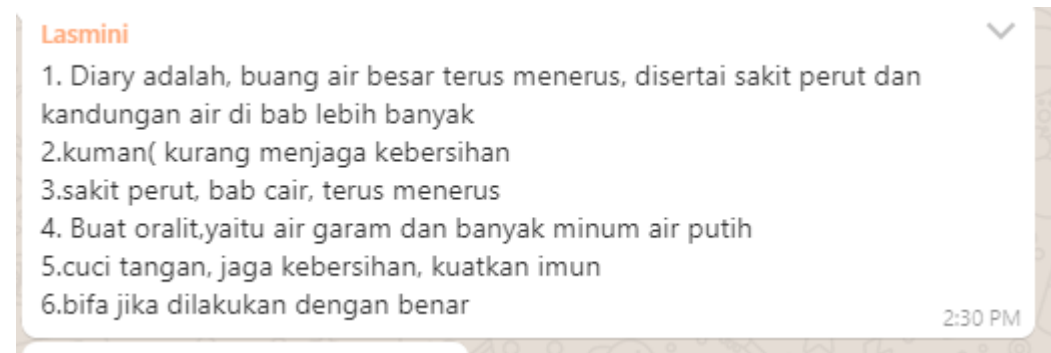 Lasmini
1. Diary adalah, buang air besar terus menerus, disertai sakit perut dan
kandungan air di bab lebih banyak
2.kuman( kurang menjaga kebersihan
3.sakit perut, bab cair, terus menerus
4. Buat oralit,yaitu air garam dan banyak minum air putih
5.cuci tangan, jaga kebersihan, kuatkan imun
6.bifa jika dilakukan dengan benar
2:30 PM